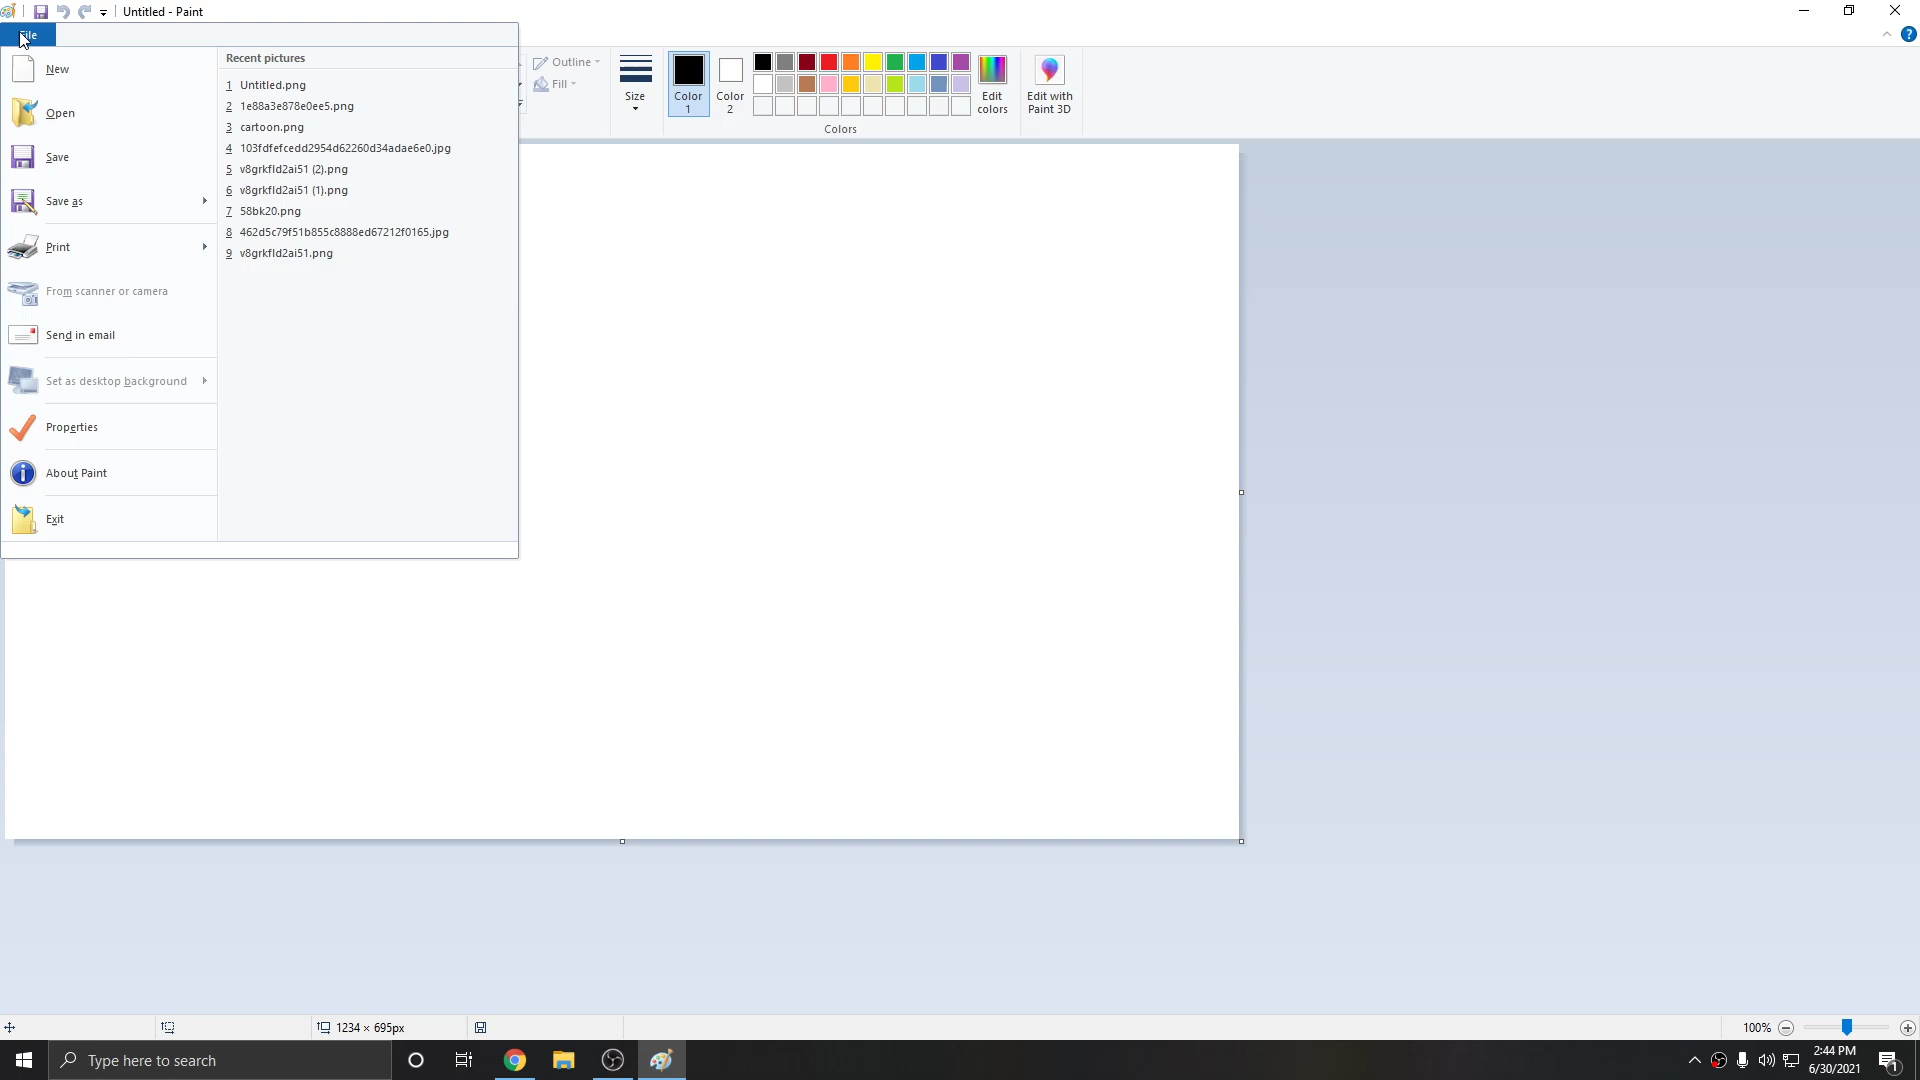 Untitled - Paint
File
New
Open
Save
Save as
Print
From scanner or camera
Send in email
Set as desktop background
Properties
About Paint
Exit
Recent pictures
1 Untitled.png
2 1e88a3e878e0ee5.png
3 cartoon.png
4 103fdfefcedd2954d62260d34adae6e0.jpg
5 v8grkfld2ai51 (2).png
6 v8grkfld2ai51 (1).png
7 58bk20.png
8 462d5c79f51b855c8888ed67212f0165.jpg
9 v8grkfld2ai51.png
Outline
Fill
Size
Color
1
Color
2
Edit
colors
Edit with
Paint 3D
Colors
1234 × 695px
100%
Type here to search
2:44 PM
6/30/2021
1